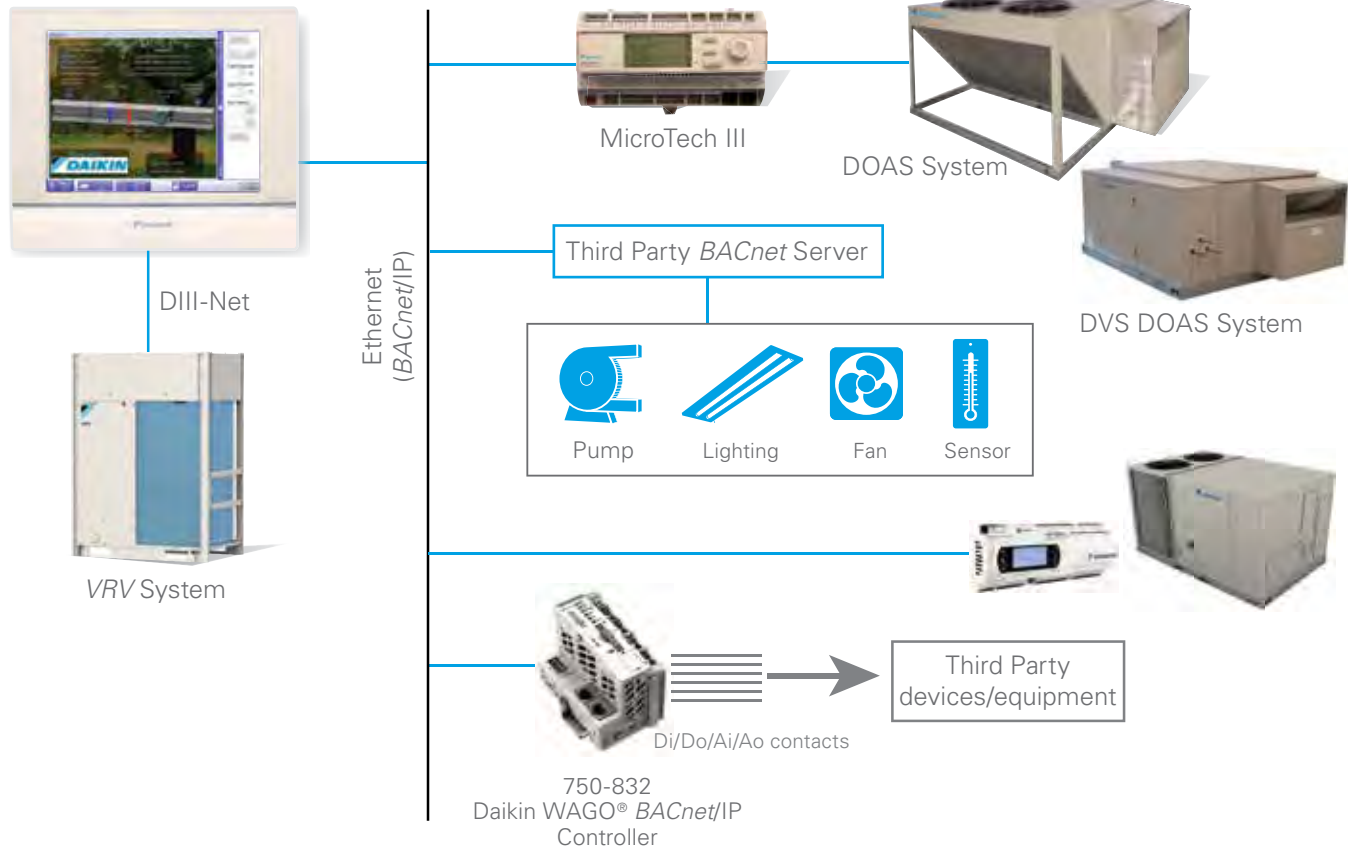 DAIKIN
MicroTech III
DOAS System
DVS DOAS System
DIII-Net
VRV System
Ethernet
(BACnet/IP)
Third Party BACnet Server
Pump
Lighting
Fan
Sensor
Di/Do/Ai/Ao contacts
Third Party
devices/equipment
750-832
Daikin WAGO® BACnet/IP
Controller